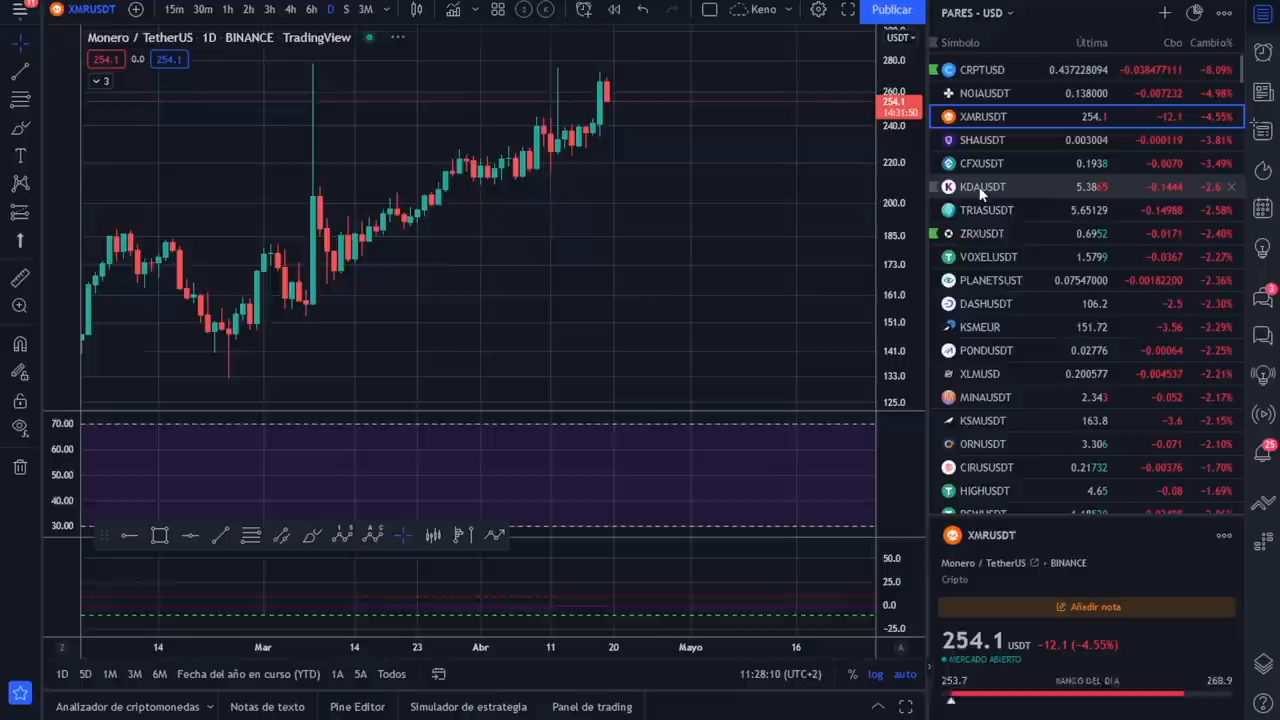 11
XMRUSDT
15m 30m 1h 2h 3h 4h 6h D S 3M
Keno
Publicar
Monero / TetherUS · 1D · BINANCE · TradingView
254.1 0.0 254.1
3
USDT
280.0
260.0
254.1
14:31:50
240.0
220.0
200.0
185.0
173.0
161.0
151.0
141.0
133.0
125.0
70.00
60.00
50.00
40.00
30.00
50.0
25.0
0.0
-25.0
Z 14 Mar 14 23 Abr 11 20 Mayo 16 A
1D 5D 1M 3M 6M Fecha del año en curso (YTD) 1A 5A Todos 11:28:10 (UTC+2) % log auto
Analizador de criptomonedas Notas de texto Pine Editor Simulador de estrategia Panel de trading
PARES - USD
Símbolo Última Cbo Cambio%
CRPTUSD 0.437228094 -0.038477111 -8.09%
NOIAUSDT 0.138000 -0.007232 -4.98%
XMRUSDT 254.1 -12.1 -4.55%
SHAUSDT 0.003004 -0.000119 -3.81%
CFXUSDT 0.1938 -0.0070 -3.49%
KDAUSDT 5.3865 -0.1444 -2.6
TRIASUSDT 5.65129 -0.14988 -2.58%
ZRXUSDT 0.6952 -0.0171 -2.40%
VOXELUSDT 1.5799 -0.0367 -2.27%
PLANETSUST 0.07547000 -0.00182200 -2.36%
DASHUSDT 106.2 -2.5 -2.30%
KSMEUR 151.72 -3.56 -2.29%
PONDUSDT 0.02776 -0.00064 -2.25%
XLMUSD 0.200577 -0.004537 -2.21%
MINAUSDT 2.343 -0.052 -2.17%
KSMUSDT 163.8 -3.6 -2.15%
ORNUSDT 3.306 -0.071 -2.10%
CIRUSUSDT 0.21732 -0.00376 -1.70%
HIGHUSDT 4.65 -0.08 -1.69%
XMRUSDT
Monero / TetherUS · BINANCE
Cripto
Añadir nota
254.1 USDT -12.1 (-4.55%)
MERCADO ABIERTO
253.7 RANGO DEL DÍA 268.9
3
25